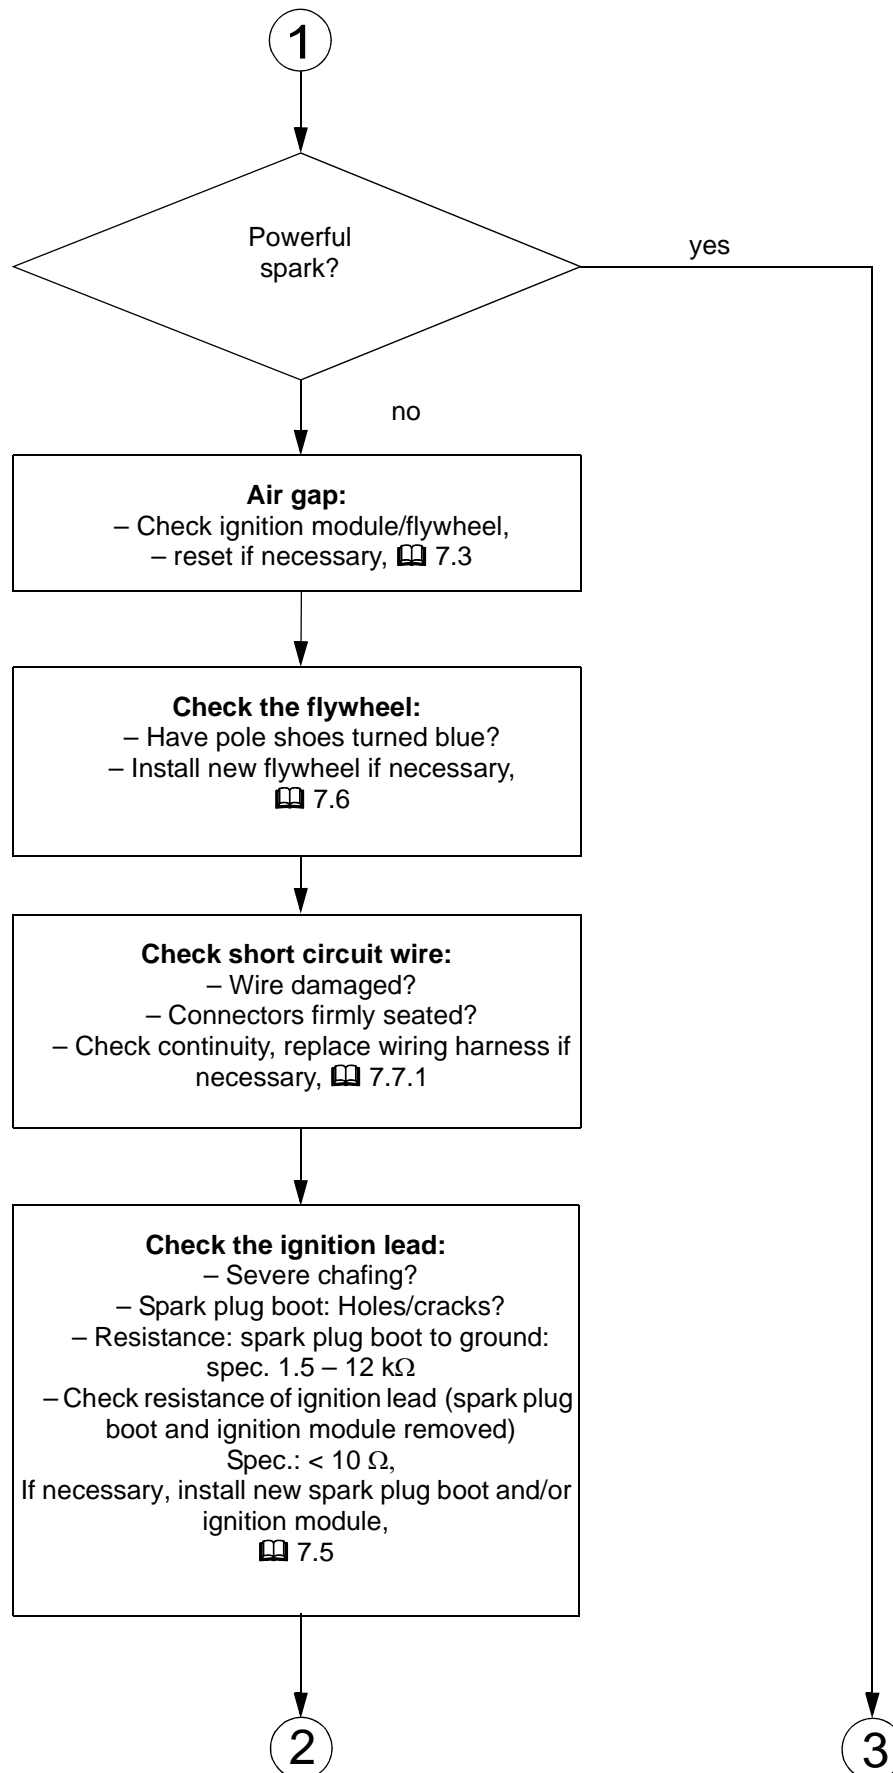 1
Powerful
spark?
yes
no
Air gap:
– Check ignition module/flywheel,
– reset if necessary, 7.3
Check the flywheel:
– Have pole shoes turned blue?
– Install new flywheel if necessary,
7.6
Check short circuit wire:
– Wire damaged?
– Connectors firmly seated?
– Check continuity, replace wiring harness if
necessary, 7.7.1
Check the ignition lead:
– Severe chafing?
– Spark plug boot: Holes/cracks?
– Resistance: spark plug boot to ground:
spec. 1.5 – 12 kΩ
– Check resistance of ignition lead (spark plug
boot and ignition module removed)
Spec.: < 10 Ω,
If necessary, install new spark plug boot and/or
ignition module,
7.5
2
3